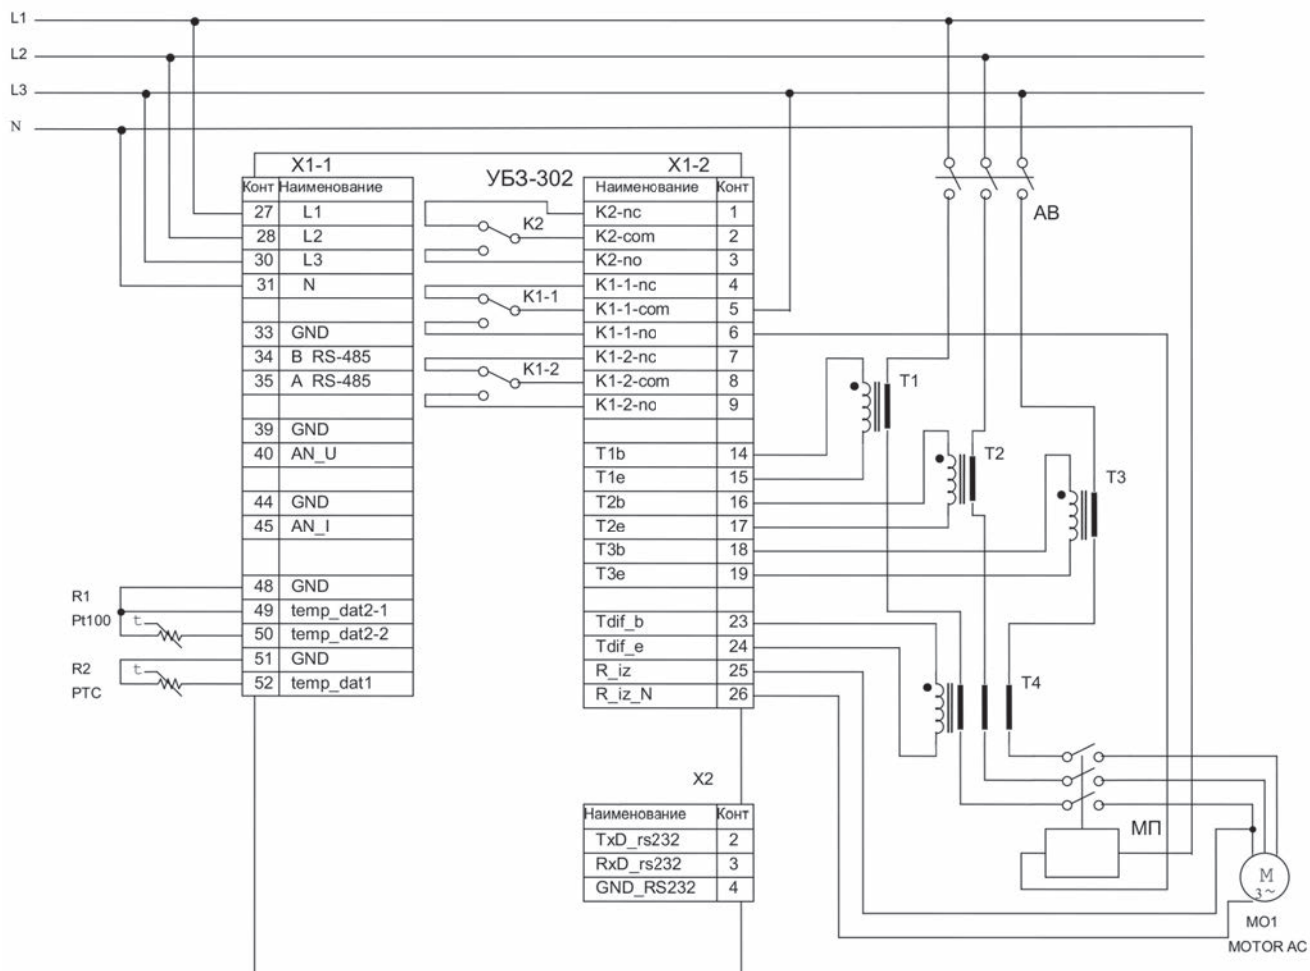 L1
L2
L3
N
X1-1
УБЗ-302
X1-2
Конт Наименование
27 L1
28 L2
30 L3
31 N
33 GND
34 B RS-485
35 A RS-485
39 GND
40 AN_U
44 GND
45 AN_I
48 GND
49 temp_dat2-1
50 temp_dat2-2
51 GND
52 temp_dat1
R1
Pt100
t
R2
PTC
t
K2
K1-1
K1-2
Наименование Конт
K2-nc 1
K2-com 2
K2-no 3
K1-1-nc 4
K1-1-com 5
K1-1-no 6
K1-2-nc 7
K1-2-com 8
K1-2-no 9
T1b 14
T1e 15
T2b 16
T2e 17
T3b 18
T3e 19
Tdif_b 23
Tdif_e 24
R_iz 25
R_iz_N 26
X2
Наименование Конт
TxD_rs232 2
RxD_rs232 3
GND_RS232 4
АВ
T1
T2
T3
T4
МП
M
3~
МО1
MOTOR AC